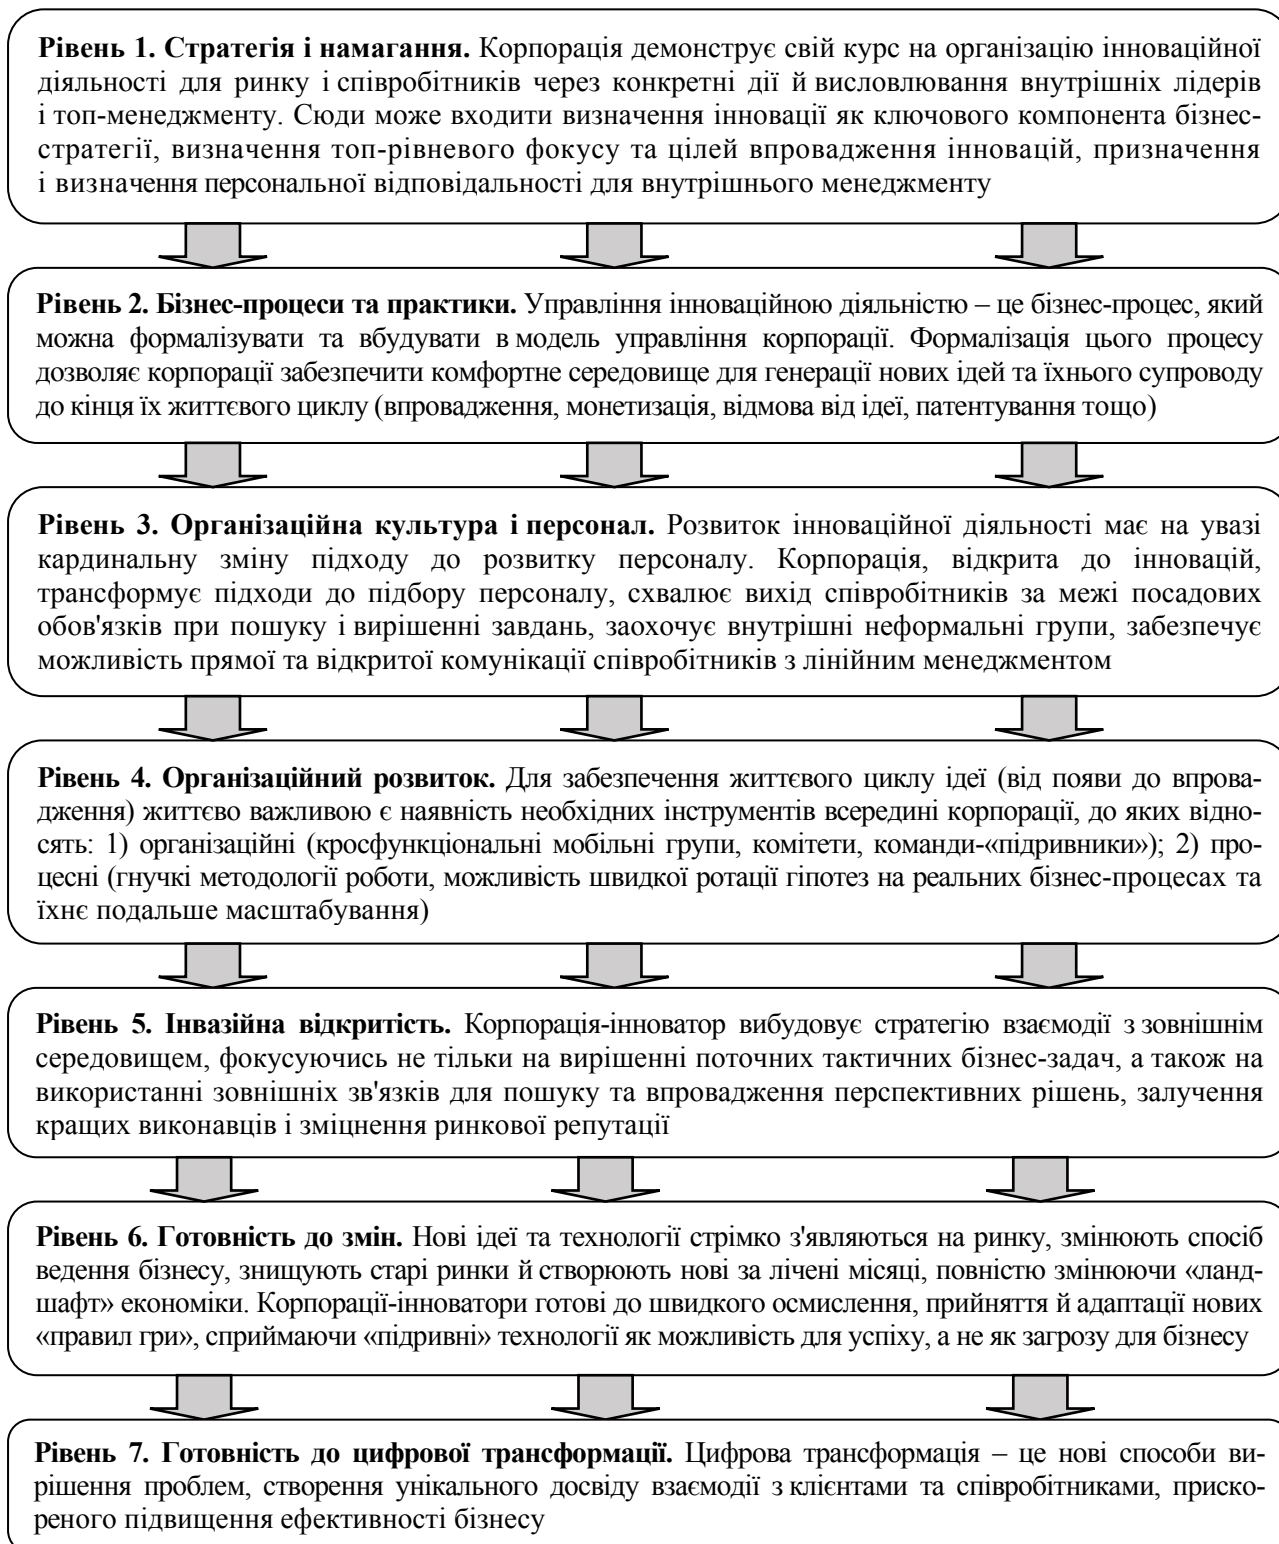 Рівень 1. Стратегія і намагання. Корпорація демонструє свій курс на організацію інноваційної
діяльності для ринку і співробітників через конкретні дії й висловлювання внутрішніх лідерів
і топ-менеджменту. Сюди може входити визначення інновації як ключового компонента бізнес-
стратегії, визначення топ-рівневого фокусу та цілей впровадження інновацій, призначення
і визначення персональної відповідальності для внутрішнього менеджменту
Рівень 2. Бізнес-процеси та практики. Управління інноваційною діяльністю – це бізнес-процес, який
можна формалізувати та вбудувати в модель управління корпорації. Формалізація цього процесу
дозволяє корпорації забезпечити комфортне середовище для генерації нових ідей та їхнього супроводу
до кінця їх життєвого циклу (впровадження, монетизація, відмова від ідеї, патентування тощо)
Рівень 3. Організаційна культура і персонал. Розвиток інноваційної діяльності має на увазі
кардинальну зміну підходу до розвитку персоналу. Корпорація, відкрита до інновацій,
трансформує підходи до підбору персоналу, схвалює вихід співробітників за межі посадових
обов'язків при пошуку і вирішенні завдань, заохочує внутрішні неформальні групи, забезпечує
можливість прямої та відкритої комунікації співробітників з лінійним менеджментом
Рівень 4. Організаційний розвиток. Для забезпечення життєвого циклу ідеї (від появи до впрова-
дження) життєво важливою є наявність необхідних інструментів всередині корпорації, до яких відно-
сять: 1) організаційні (кросфункціональні мобільні групи, комітети, команди-«підривники»); 2) про-
цесні (гнучкі методології роботи, можливість швидкої ротації гіпотез на реальних бізнес-процесах та
їхнє подальше масштабування)
Рівень 5. Інвазійна відкритість. Корпорація-інноватор вибудовує стратегію взаємодії з зовнішнім
середовищем, фокусуючись не тільки на вирішенні поточних тактичних бізнес-задач, а також на
використанні зовнішніх зв'язків для пошуку та впровадження перспективних рішень, залучення
кращих виконавців і зміцнення ринкової репутації
Рівень 6. Готовність до змін. Нові ідеї та технології стрімко з'являються на ринку, змінюють спосіб
ведення бізнесу, знищують старі ринки й створюють нові за лічені місяці, повністю змінюючи «ланд-
шафт» економіки. Корпорації-інноватори готові до швидкого осмислення, прийняття й адаптації нових
«правил гри», сприймаючи «підривні» технології як можливість для успіху, а не як загрозу для бізнесу
Рівень 7. Готовність до цифрової трансформації. Цифрова трансформація – це нові способи ви-
рішення проблем, створення унікального досвіду взаємодії з клієнтами та співробітниками, приско-
реного підвищення ефективності бізнесу